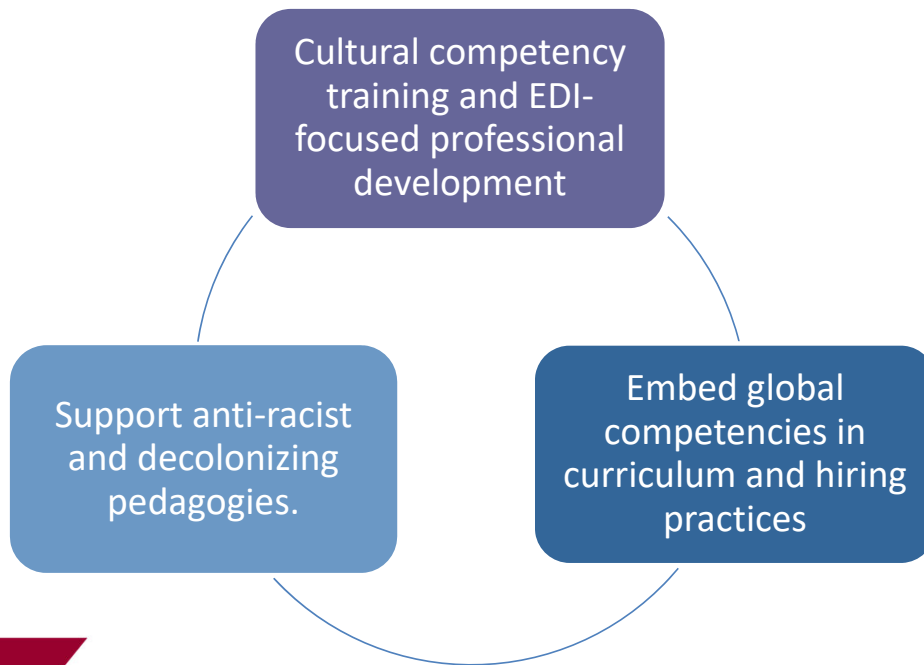 Cultural competency
training and EDI-
focused professional
development
Embed global
competencies in
curriculum and hiring
practices
Support anti-racist
and decolonizing
pedagogies.